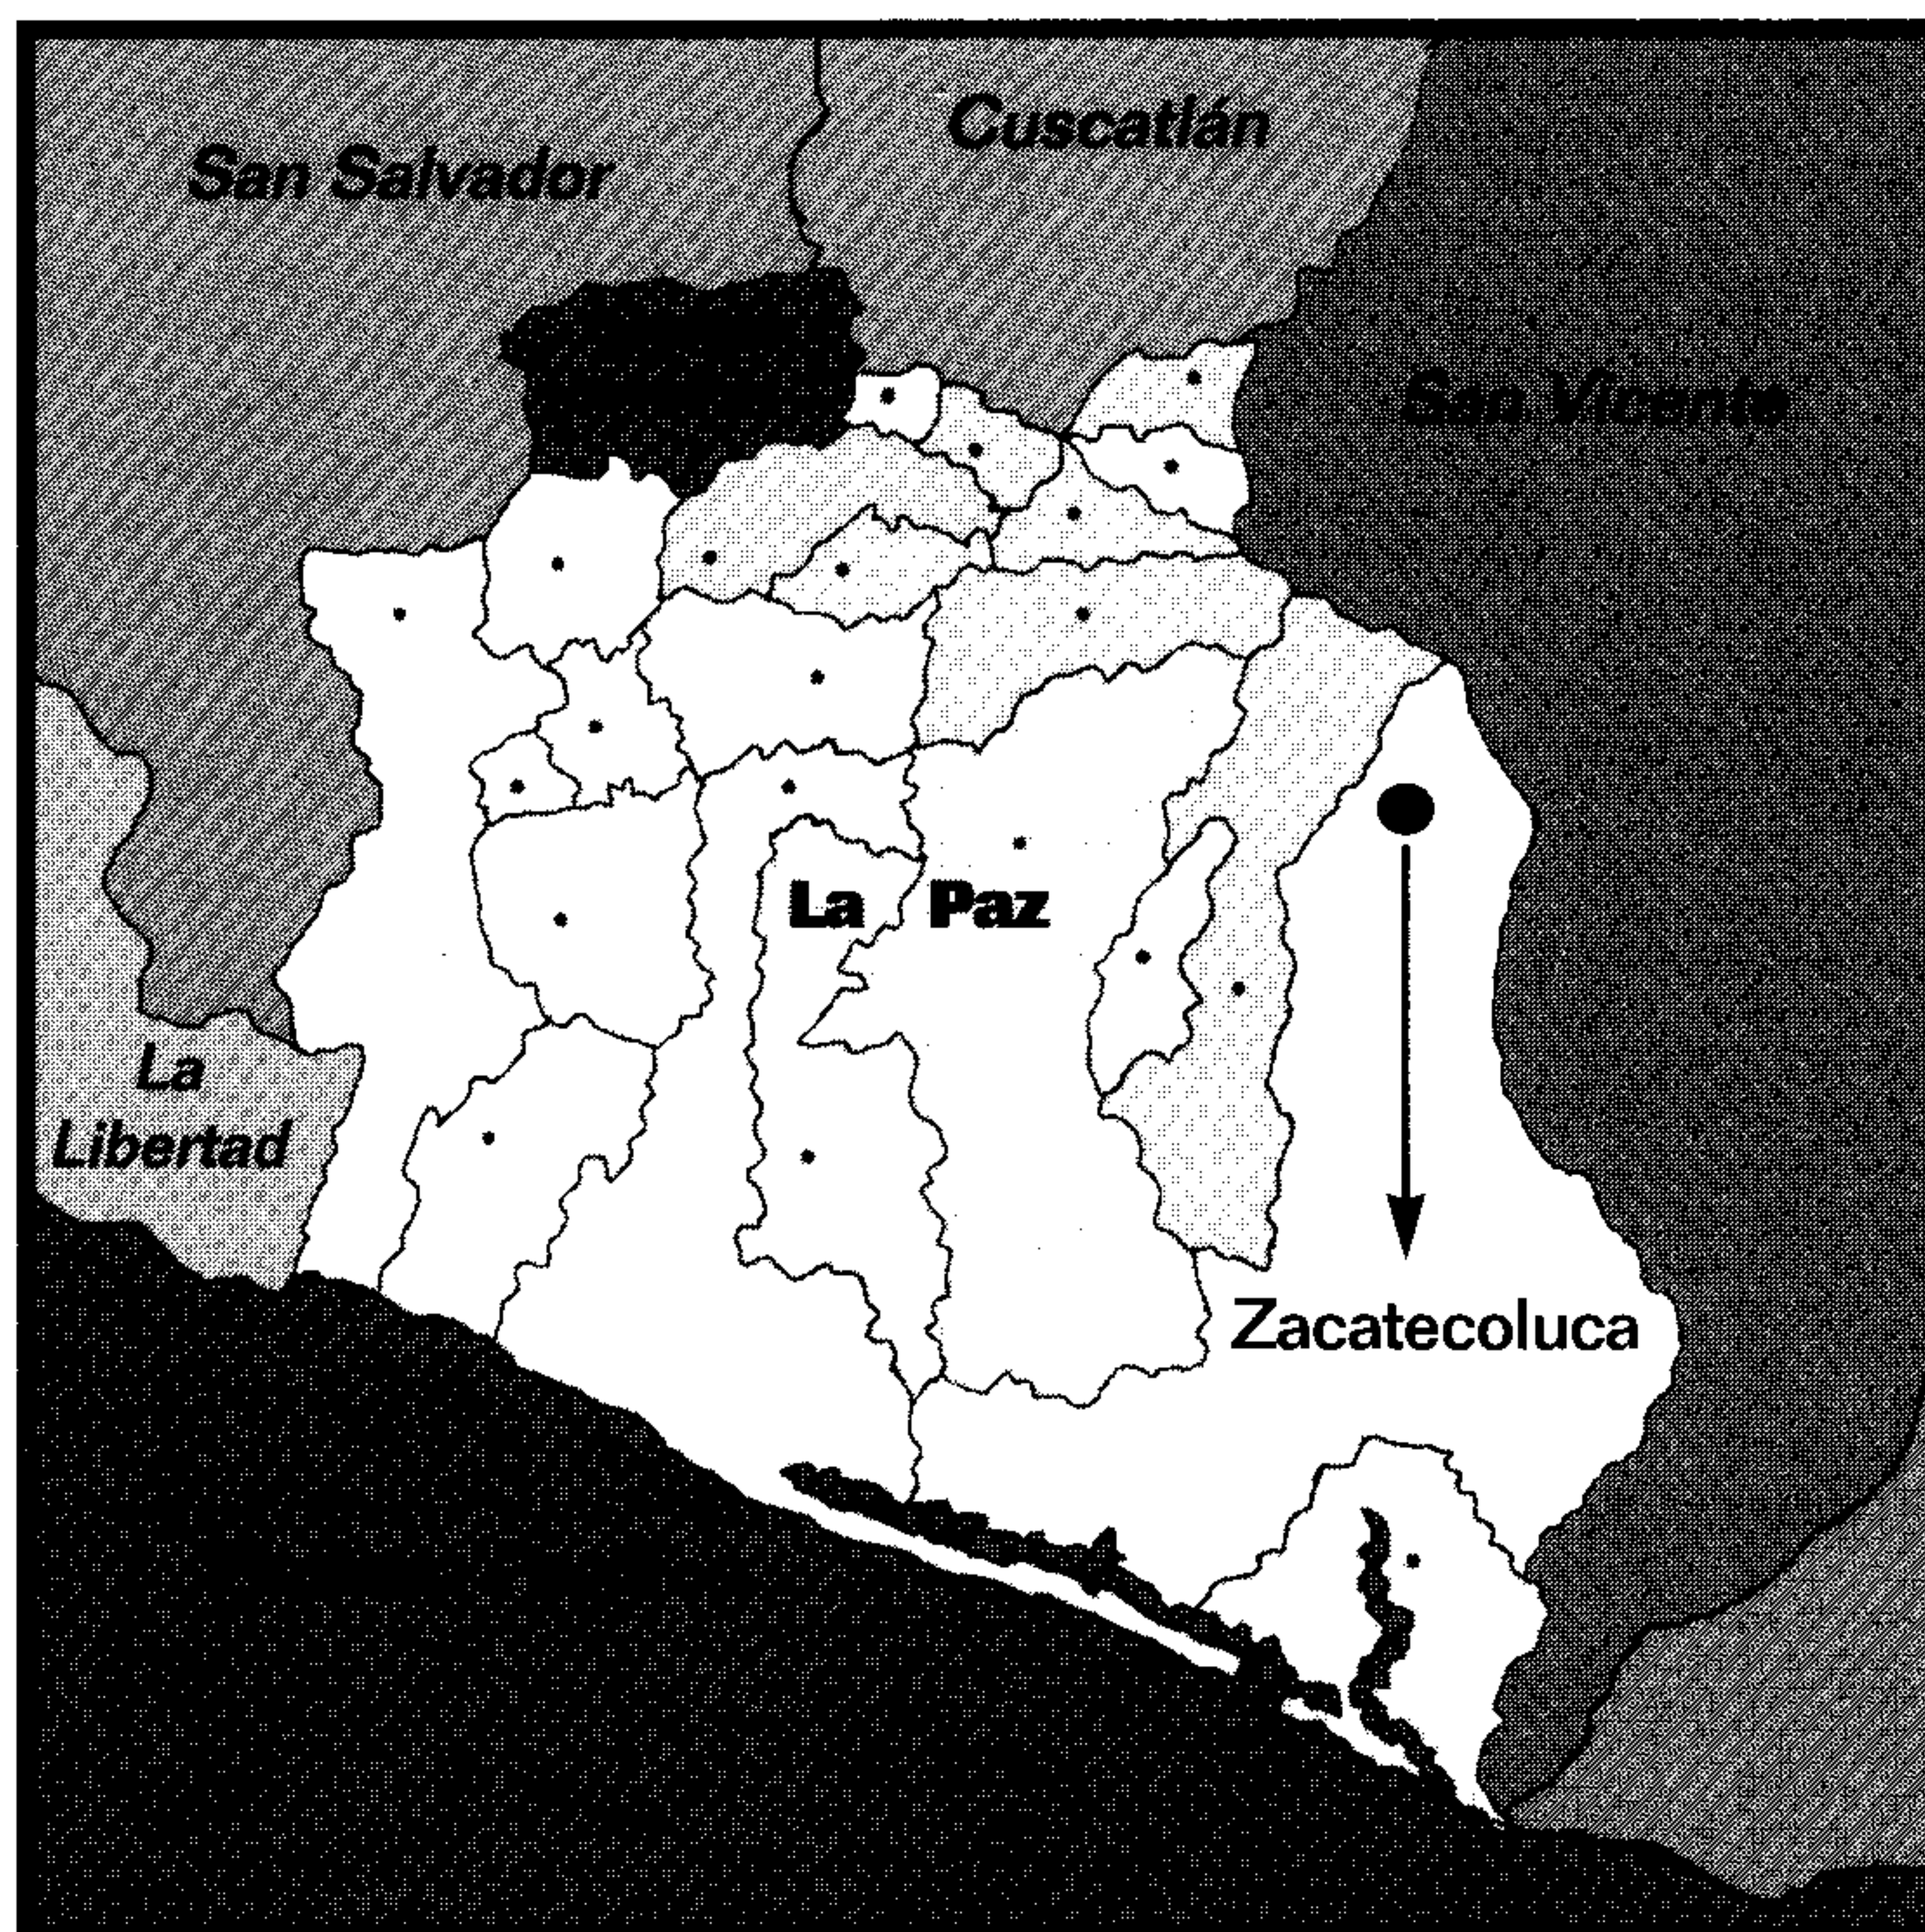 Cuscatlán
San Salvador
San Vicente
La Paz
La
Libertad
Zacatecoluca